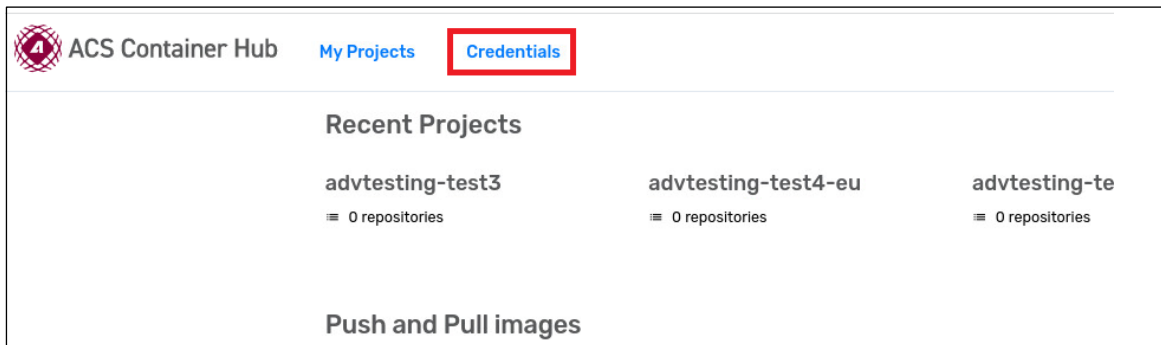 ACS Container Hub My Projects Credentials
Recent Projects
advtesting-test3 advtesting-test4-eu advtesting-te
0 repositories 0 repositories 0 repositories
Push and Pull images